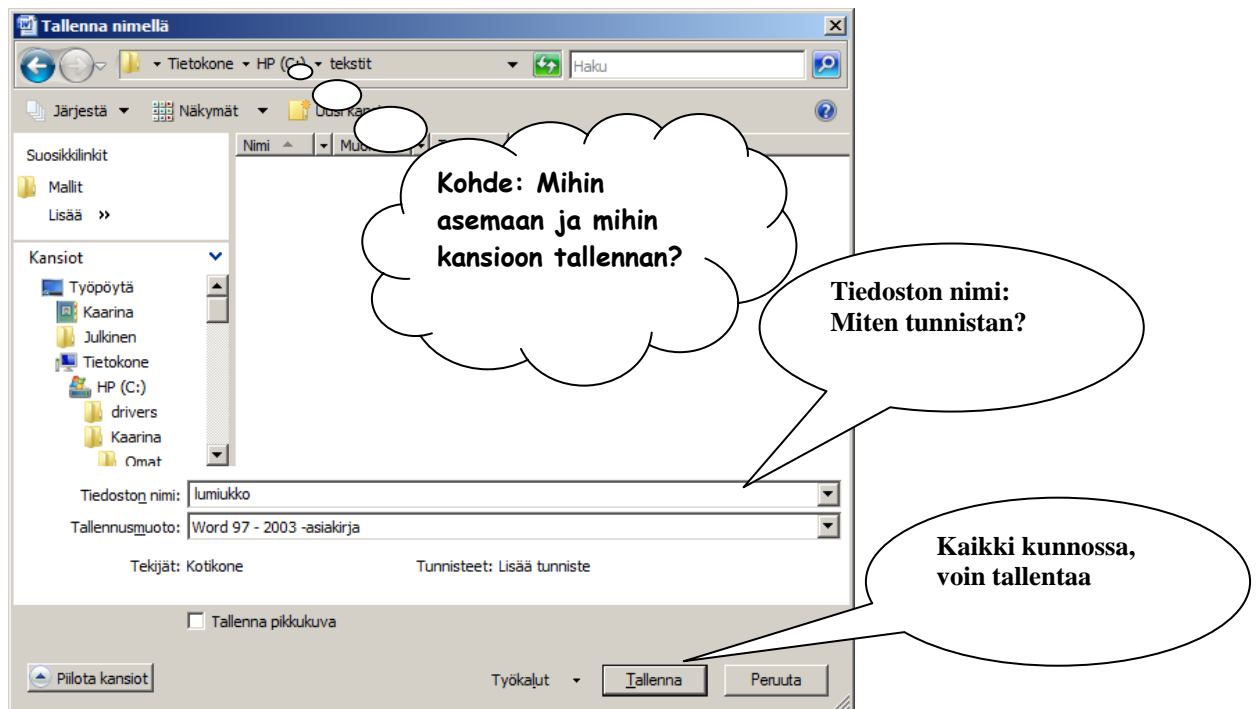 Tallenna nimellä
Tietokone HP (C:) tekstit Haku
Järjestä Näkymät Uusi kansio
Suosikkilinkit
Nimi
Mallit
Lisää »
Kansiot
Työpöytä
Kaarina
Julkinen
Tietokone
HP (C:)
drivers
Kaarina
Omat
Kohde: Mihin
asemaan ja mihin
kansioon tallennan?
Tiedoston nimi:
Miten tunnistan?
Tiedoston nimi: lumiukko
Tallennusmuoto: Word 97 - 2003 -asiakirja
Tekijät: Kotikone Tunnisteet: Lisää tunniste
Kaikki kunnossa,
voin tallentaa
Tallenna pikkukuva
Piilota kansiot Työkalut Tallenna Peruuta